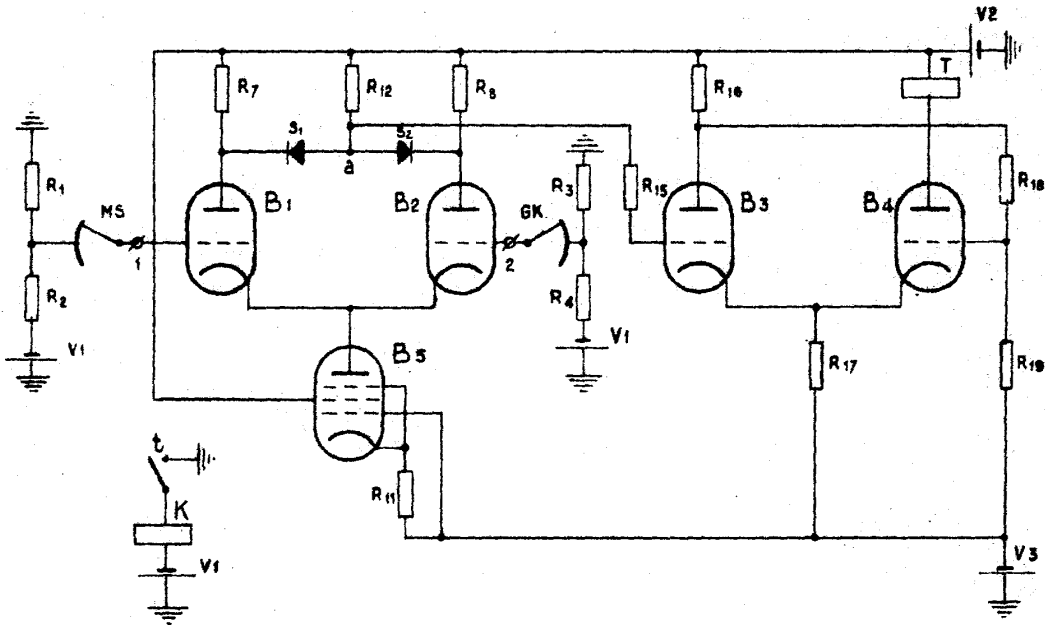 V2
R7
R12
R8
R16
T
S1
S2
a
R1
MS
B1
B2
R3
GK
R15
B3
B4
R18
1
2
R2
R4
V1
V1
B5
R17
R19
t
R11
K
V1
V3